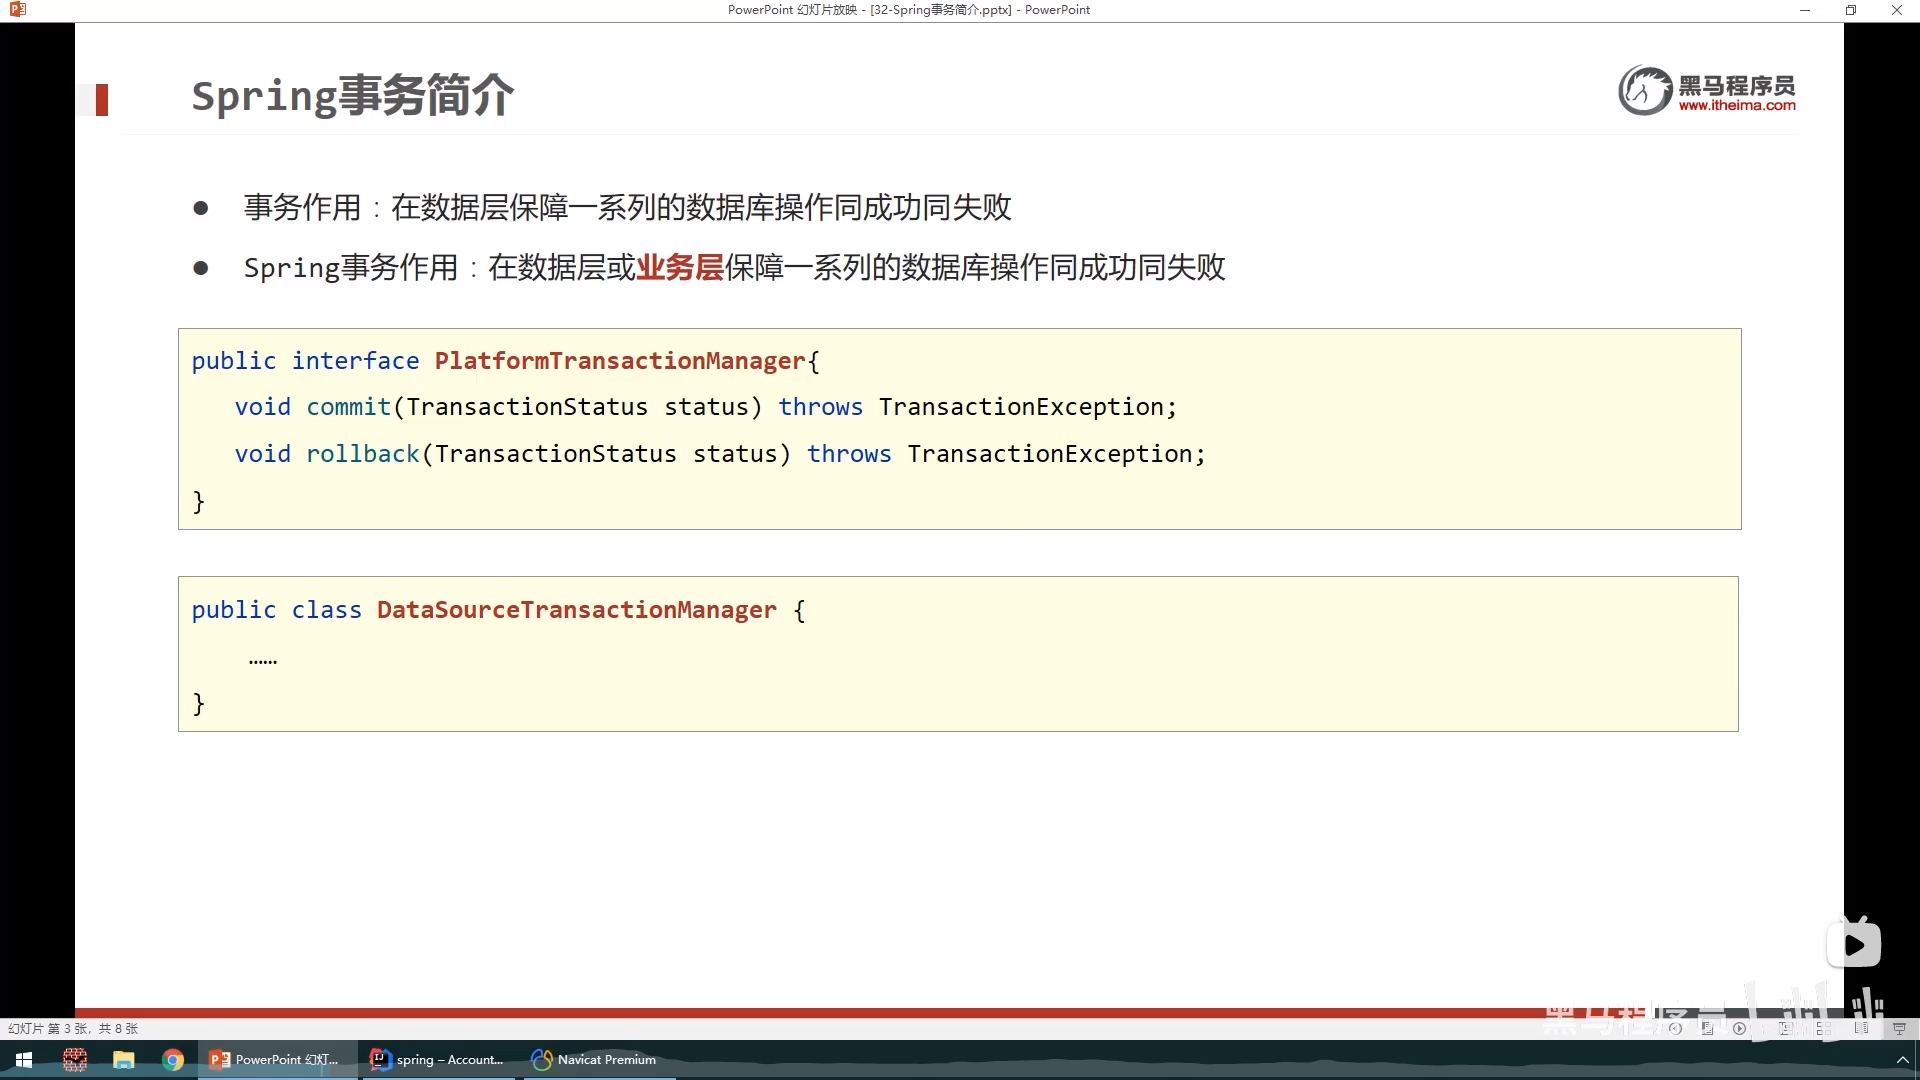 PowerPoint 幻灯片放映 - [32-Spring事务简介.pptx] - PowerPoint
Spring事务简介
黑马程序员
www.itheima.com
● 事务作用：在数据层保障一系列的数据库操作同成功同失败
● Spring事务作用：在数据层或业务层保障一系列的数据库操作同成功同失败
public interface PlatformTransactionManager{
void commit(TransactionStatus status) throws TransactionException;
void rollback(TransactionStatus status) throws TransactionException;
}
public class DataSourceTransactionManager {
……
}
黑马程序员
幻灯片 第 3 张，共 8 张
PowerPoint 幻灯...
spring – Account...
Navicat Premium